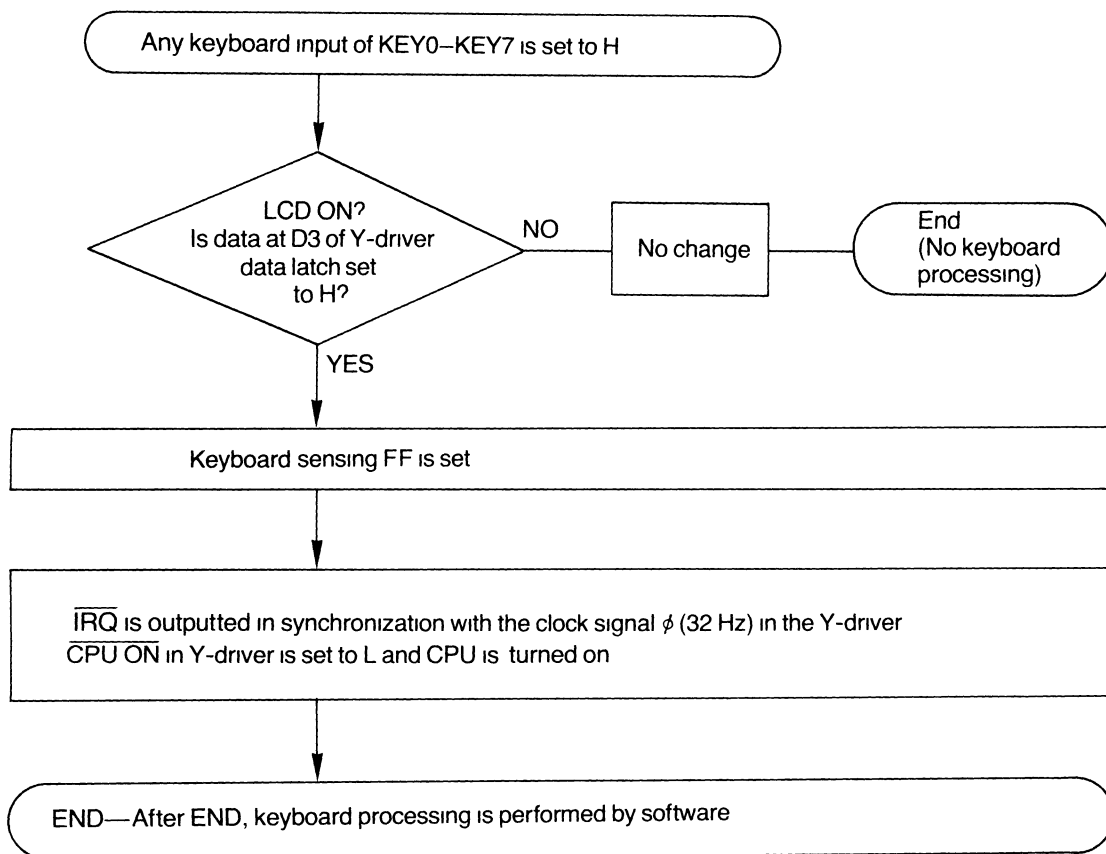 Any keyboard input of KEY0–KEY7 is set to H
LCD ON?
Is data at D3 of Y-driver
data latch set
to H?
NO
No change
End
(No keyboard
processing)
YES
Keyboard sensing FF is set
I̅R̅Q̅ is outputted in synchronization with the clock signal ϕ (32 Hz) in the Y-driver
C̅P̅U̅ ̅O̅N̅ in Y-driver is set to L and CPU is turned on
END—After END, keyboard processing is performed by software